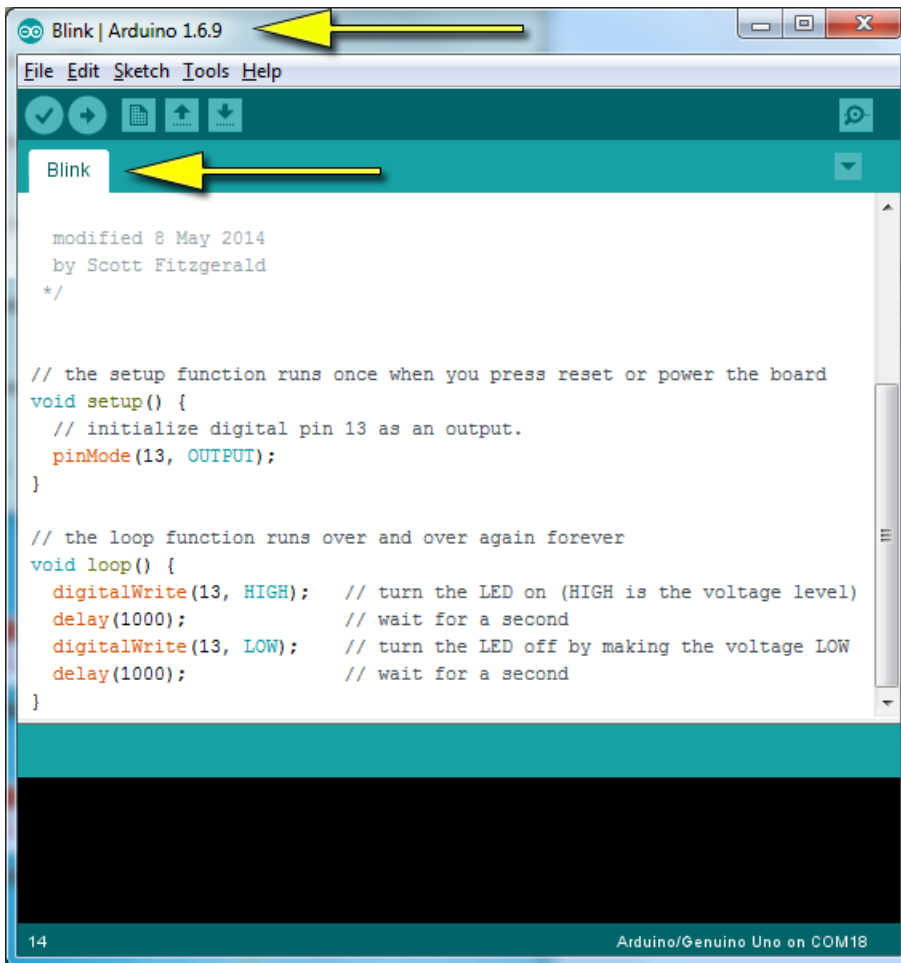 Blink | Arduino 1.6.9
File Edit Sketch Tools Help
Blink
modified 8 May 2014
by Scott Fitzgerald
*/
// the setup function runs once when you press reset or power the board
void setup() {
// initialize digital pin 13 as an output.
pinMode(13, OUTPUT);
}
// the loop function runs over and over again forever
void loop() {
digitalWrite(13, HIGH);   // turn the LED on (HIGH is the voltage level)
delay(1000);              // wait for a second
digitalWrite(13, LOW);    // turn the LED off by making the voltage LOW
delay(1000);              // wait for a second
}
14 Arduino/Genuino Uno on COM18